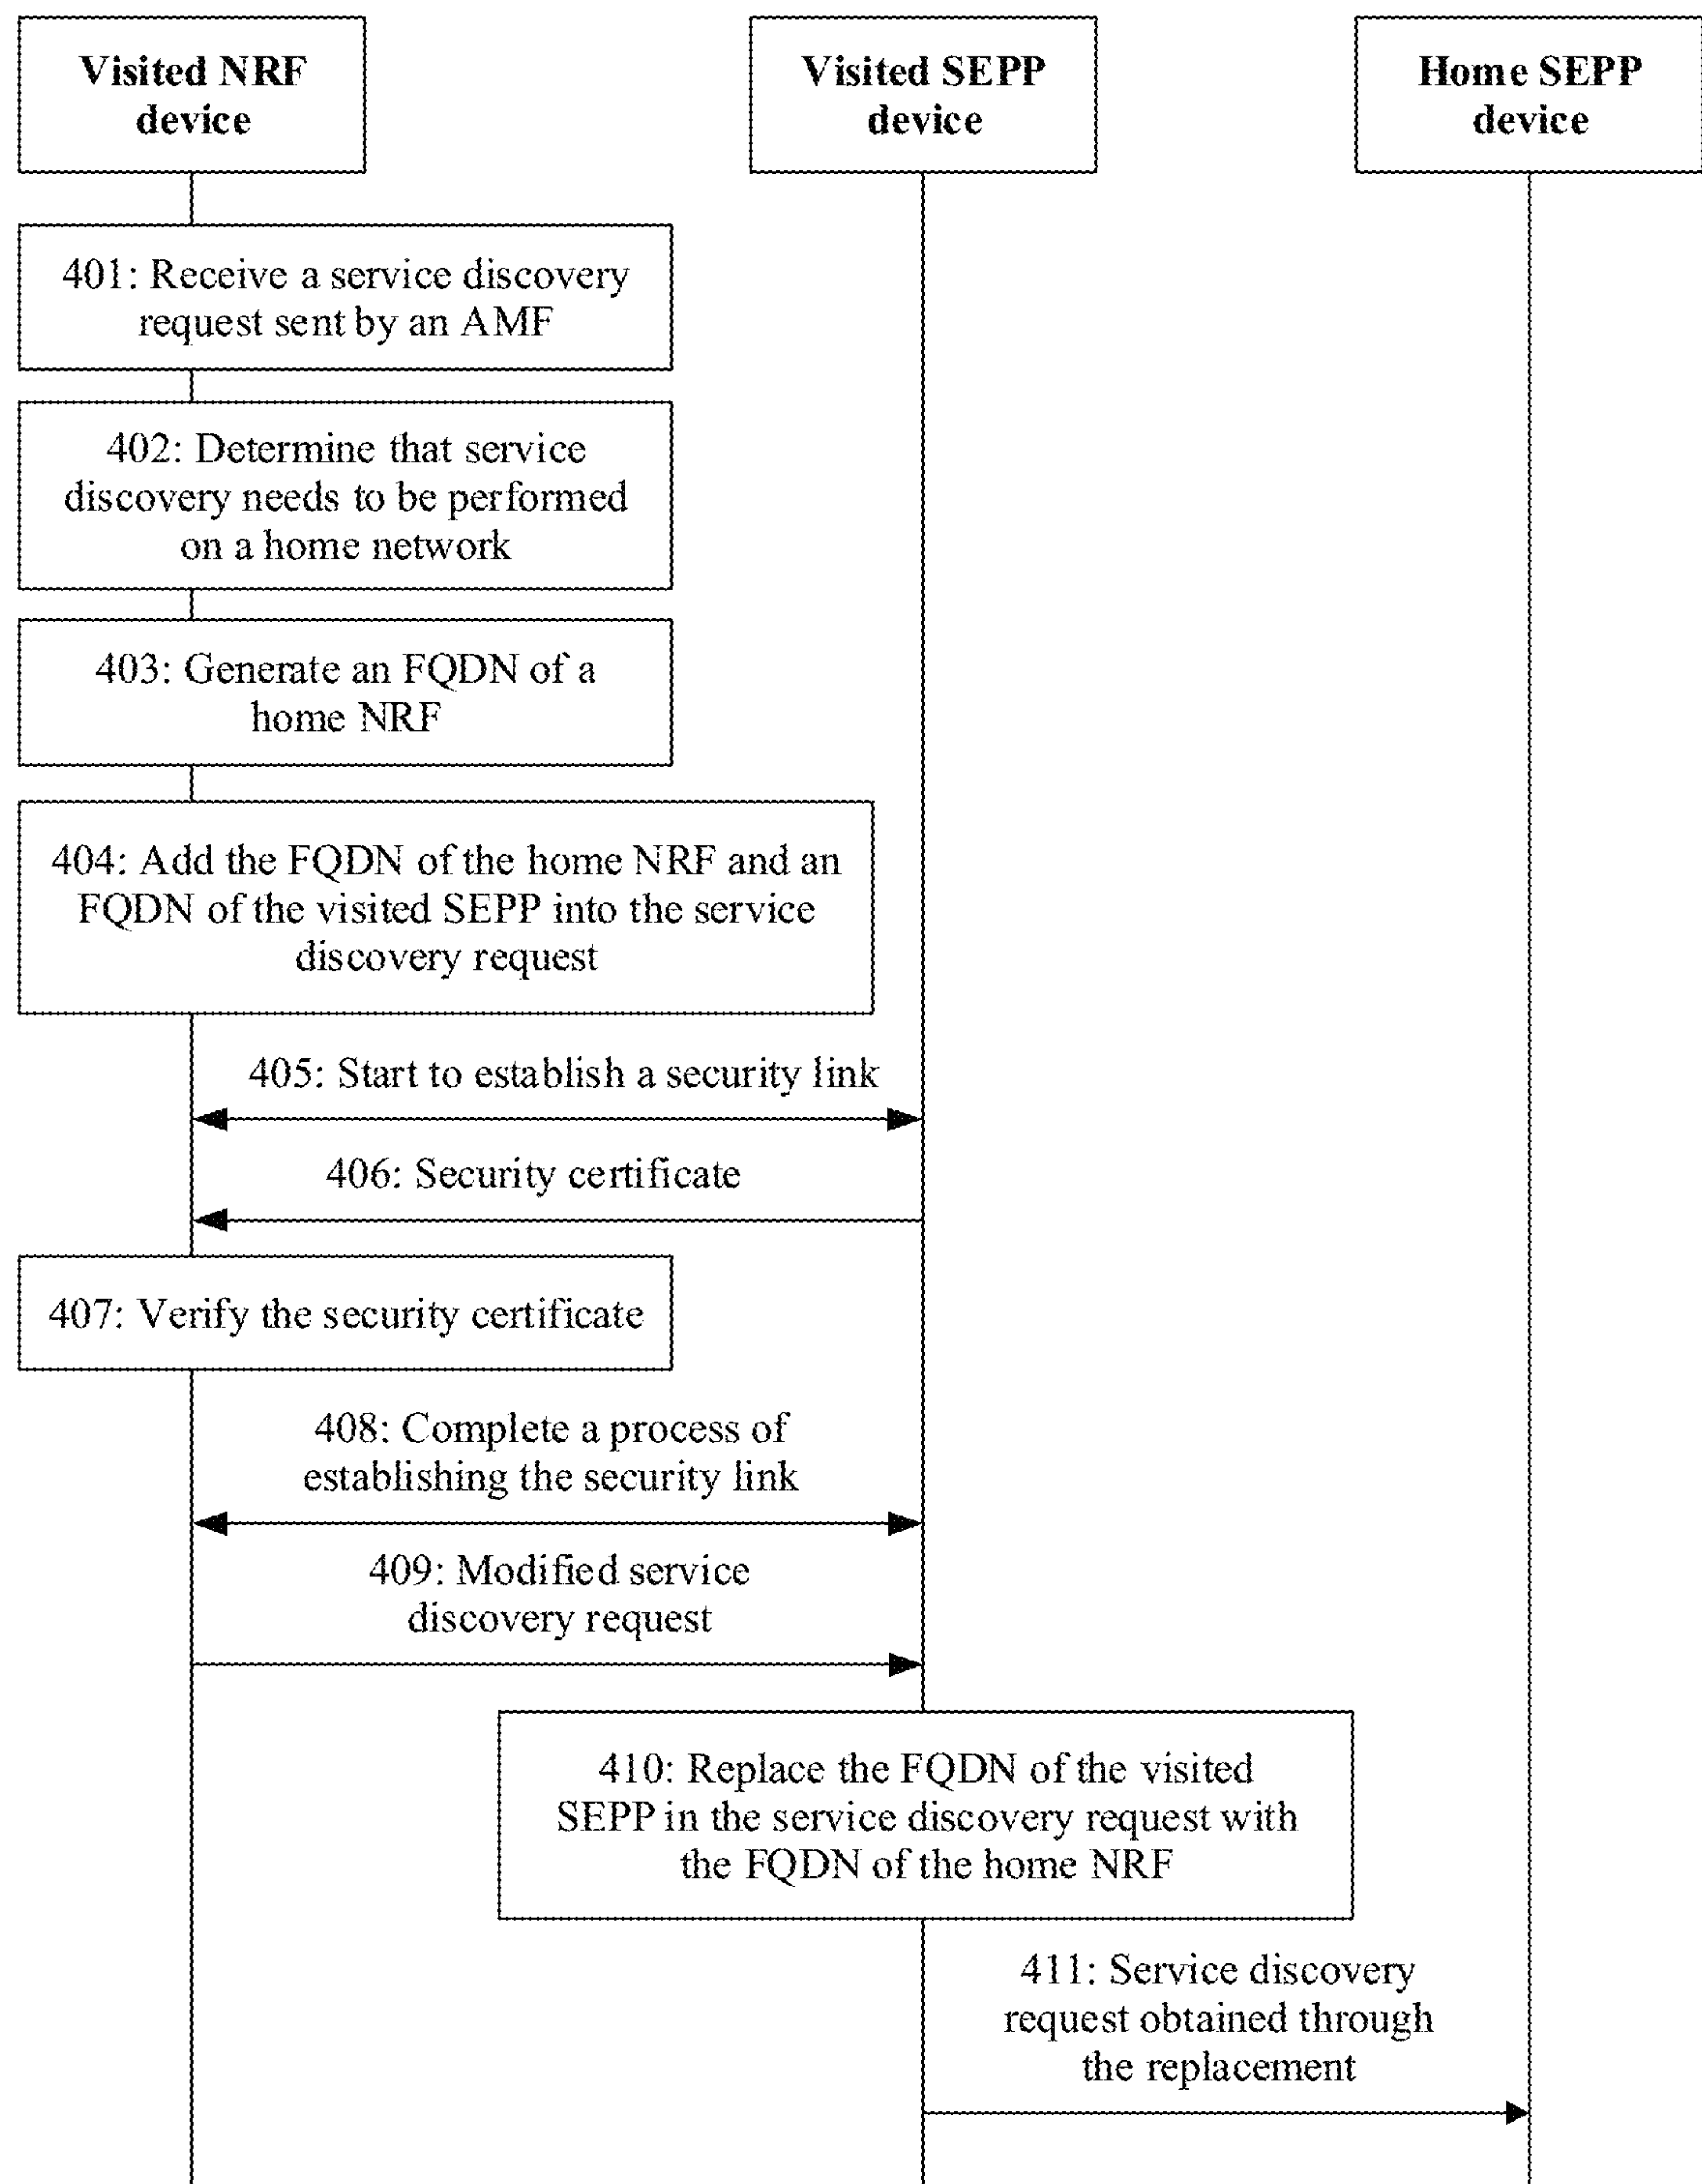 Visited NRF
device
Visited SEPP
device
Home SEPP
device
401: Receive a service discovery
request sent by an AMF
402: Determine that service
discovery needs to be performed
on a home network
403: Generate an FQDN of a
home NRF
404: Add the FQDN of the home NRF and an
FQDN of the visited SEPP into the service
discovery request
405: Start to establish a security link
406: Security certificate
407: Verify the security certificate
408: Complete a process of
establishing the security link
409: Modified service
discovery request
410: Replace the FQDN of the visited
SEPP in the service discovery request with
the FQDN of the home NRF
411: Service discovery
request obtained through
the replacement